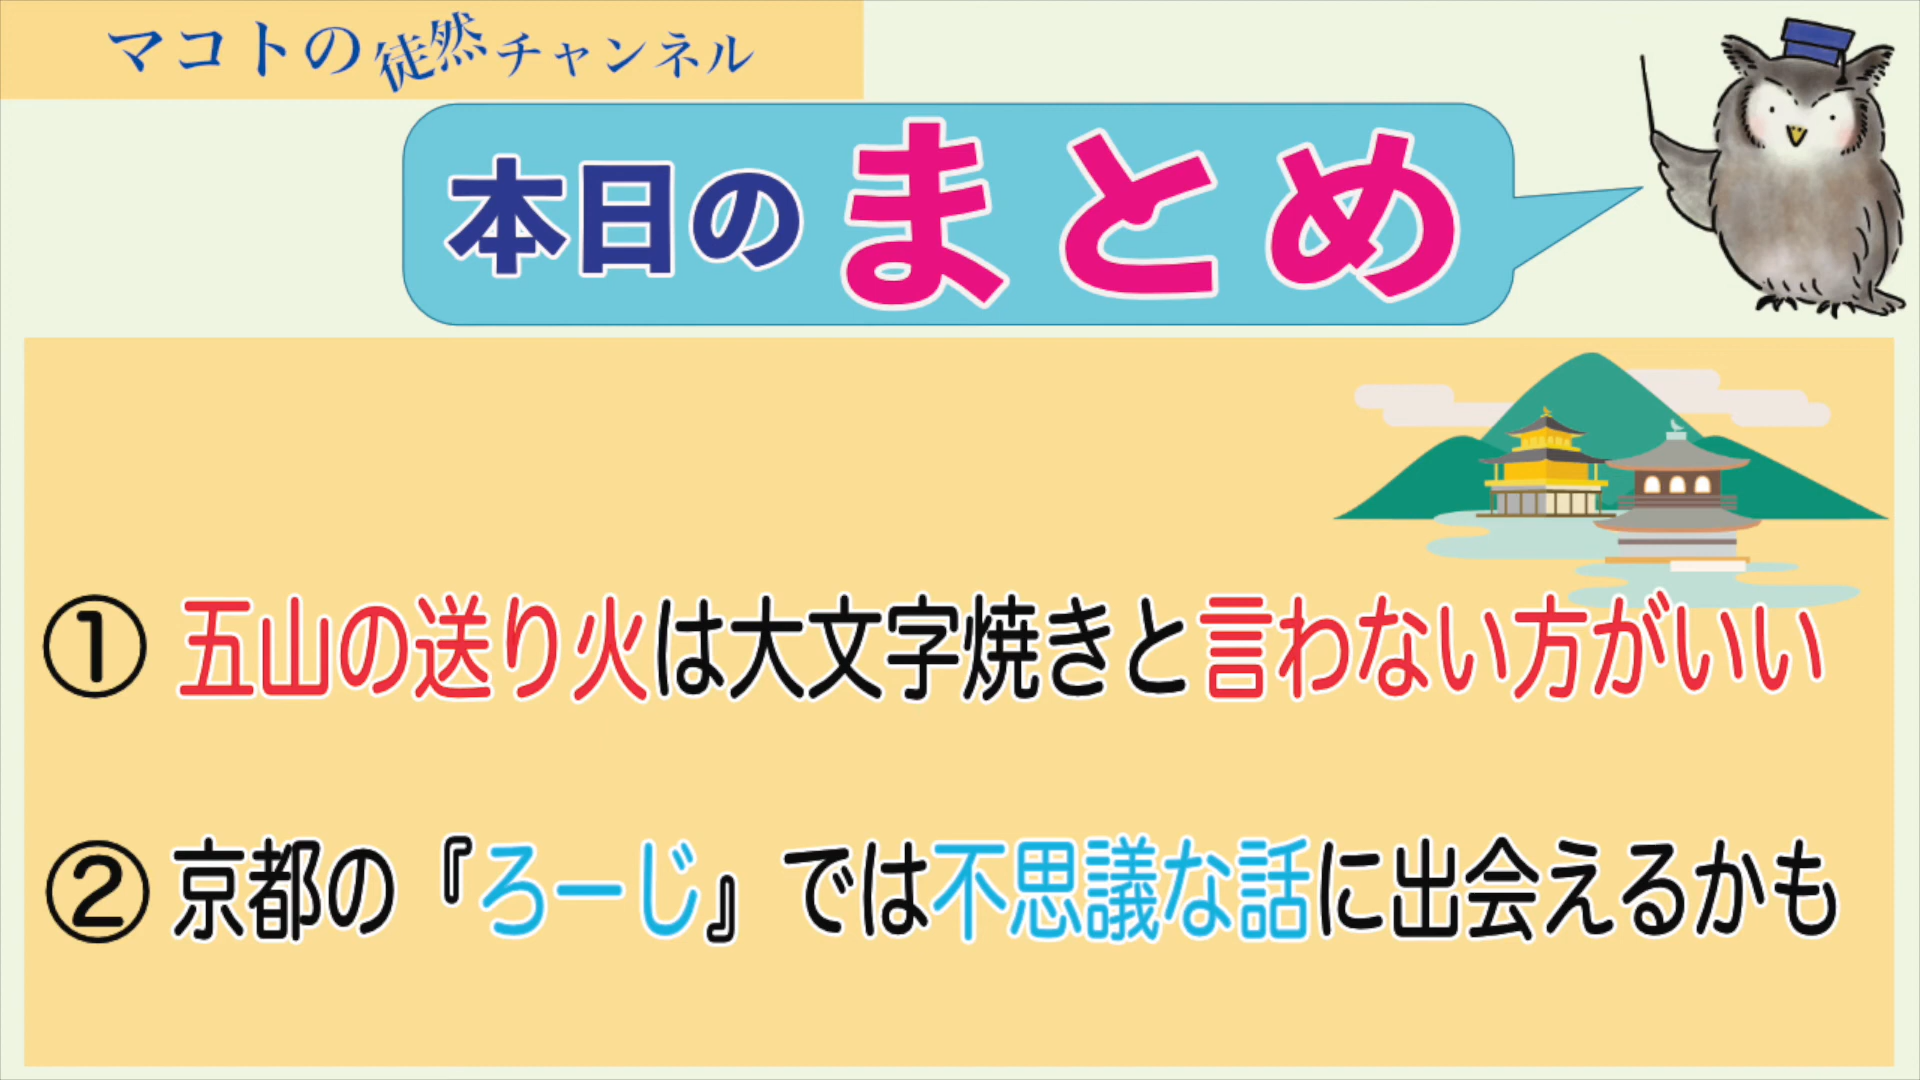 マコトの徒然チャンネル
本日のまとめ
① 五山の送り火は大文字焼きと言わない方がいい
② 京都の『ろーじ』では不思議な話に出会えるかも